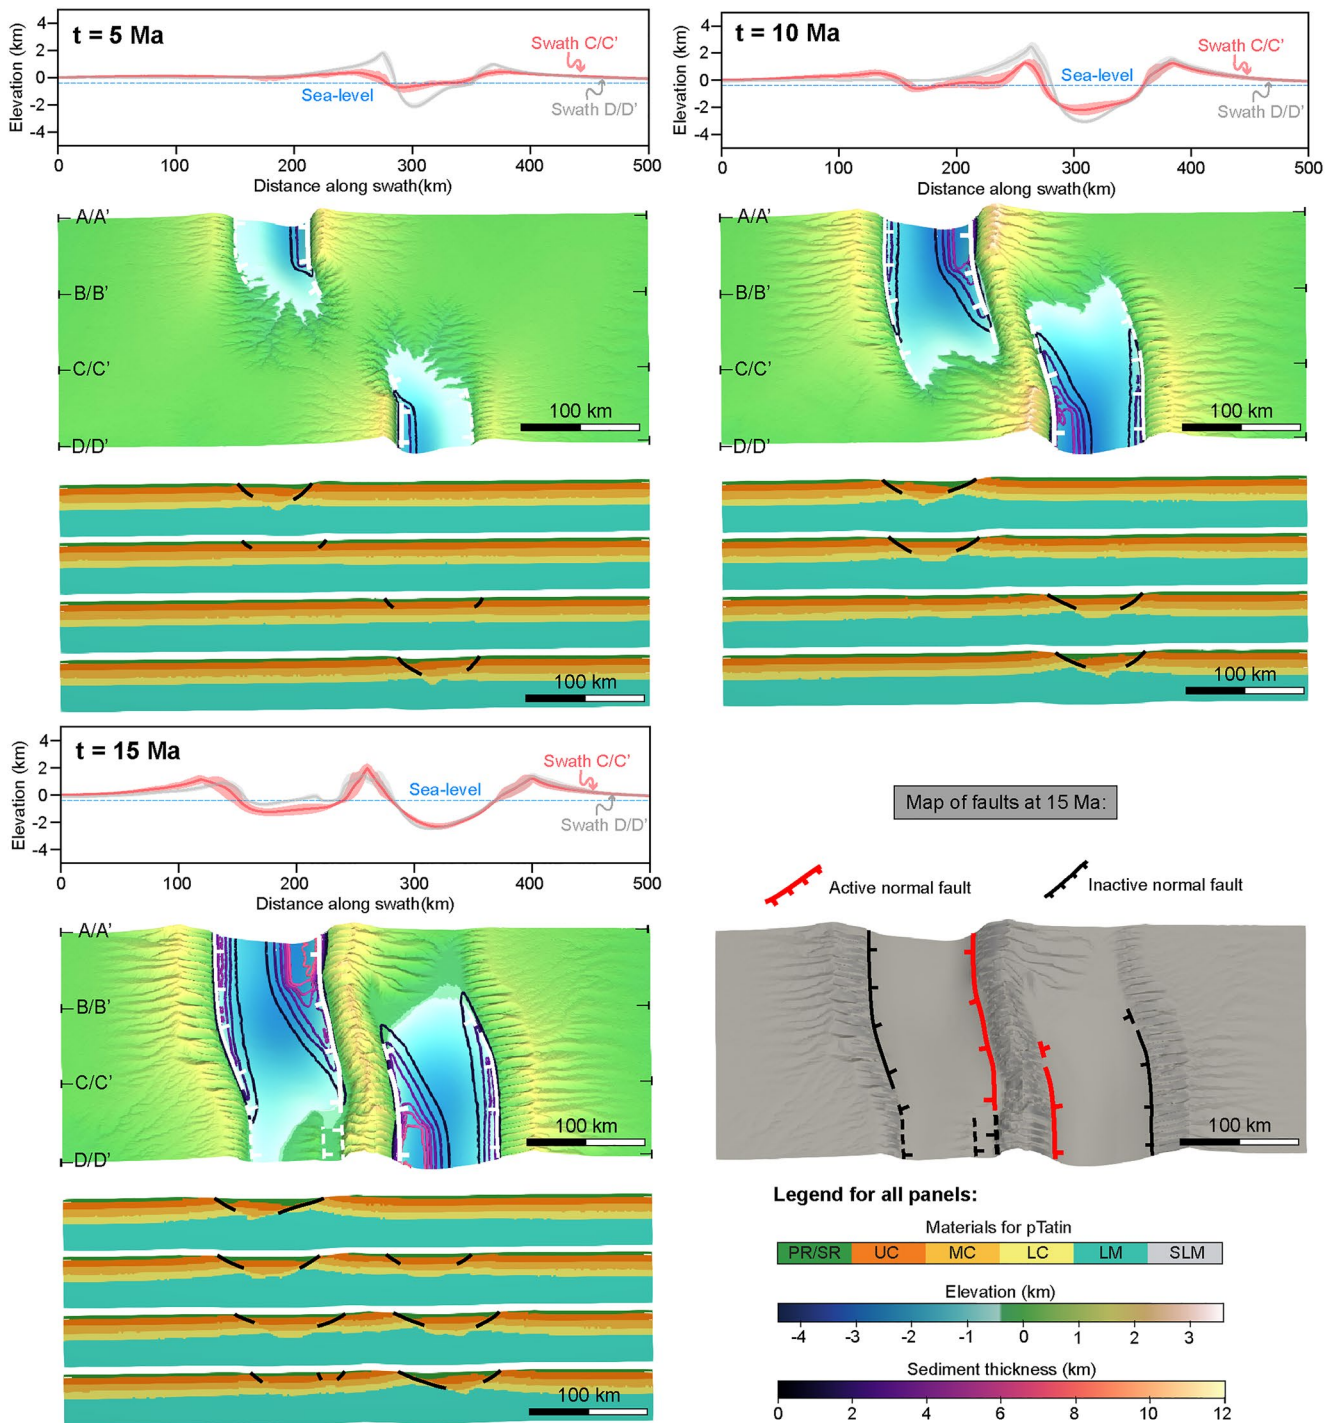 t = 5 Ma
Elevation (km)
4
2
0
-2
-4
Swath C/C'
Sea-level
Swath D/D'
0 100 200 300 400 500
Distance along swath(km)
A/A'
B/B'
C/C'
D/D'
100 km
100 km
t = 10 Ma
Elevation (km)
4
2
0
-2
-4
Swath C/C'
Sea-level
Swath D/D'
0 100 200 300 400 500
Distance along swath(km)
A/A'
B/B'
C/C'
D/D'
100 km
100 km
t = 15 Ma
Elevation (km)
4
2
0
-2
-4
Swath C/C'
Sea-level
Swath D/D'
0 100 200 300 400 500
Distance along swath(km)
A/A'
B/B'
C/C'
D/D'
100 km
100 km
Map of faults at 15 Ma:
Active normal fault
Inactive normal fault
100 km
Legend for all panels:
Materials for pTatin
PR/SR UC MC LC LM SLM
Elevation (km)
-4 -3 -2 -1 0 1 2 3
Sediment thickness (km)
0 2 4 6 8 10 12